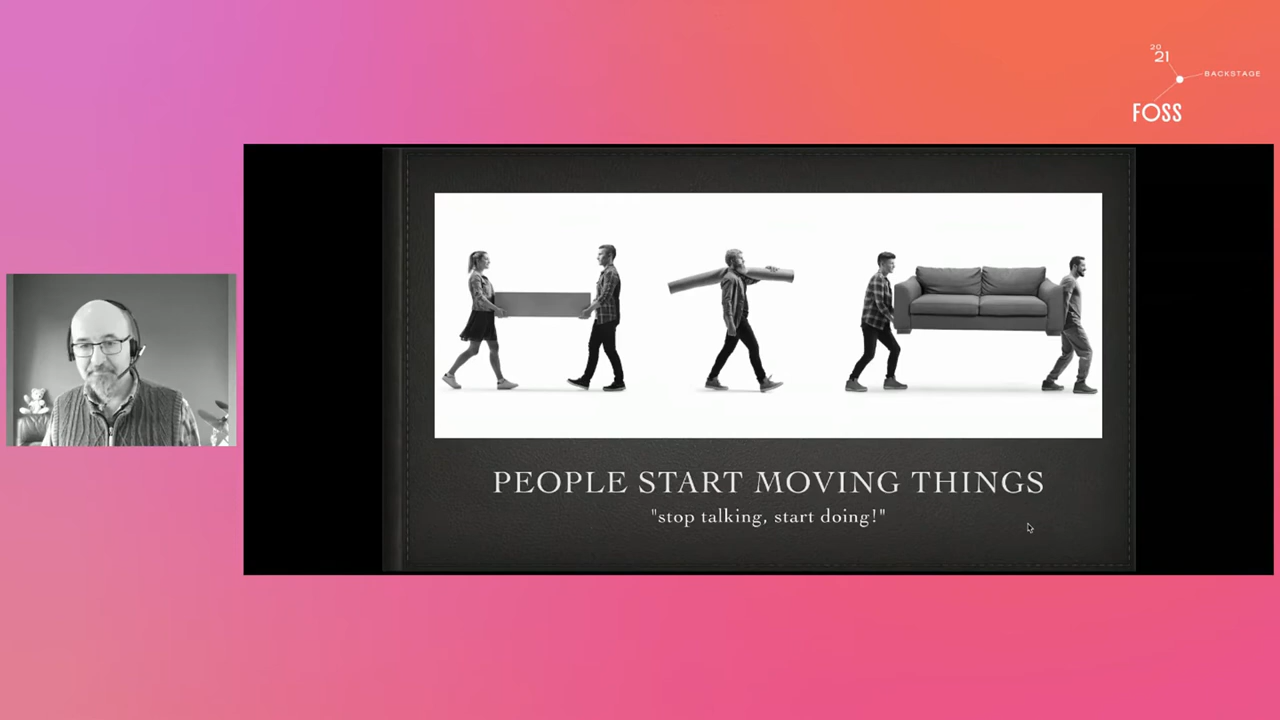 20
21
BACKSTAGE
FOSS
PEOPLE START MOVING THINGS
"stop talking, start doing!"